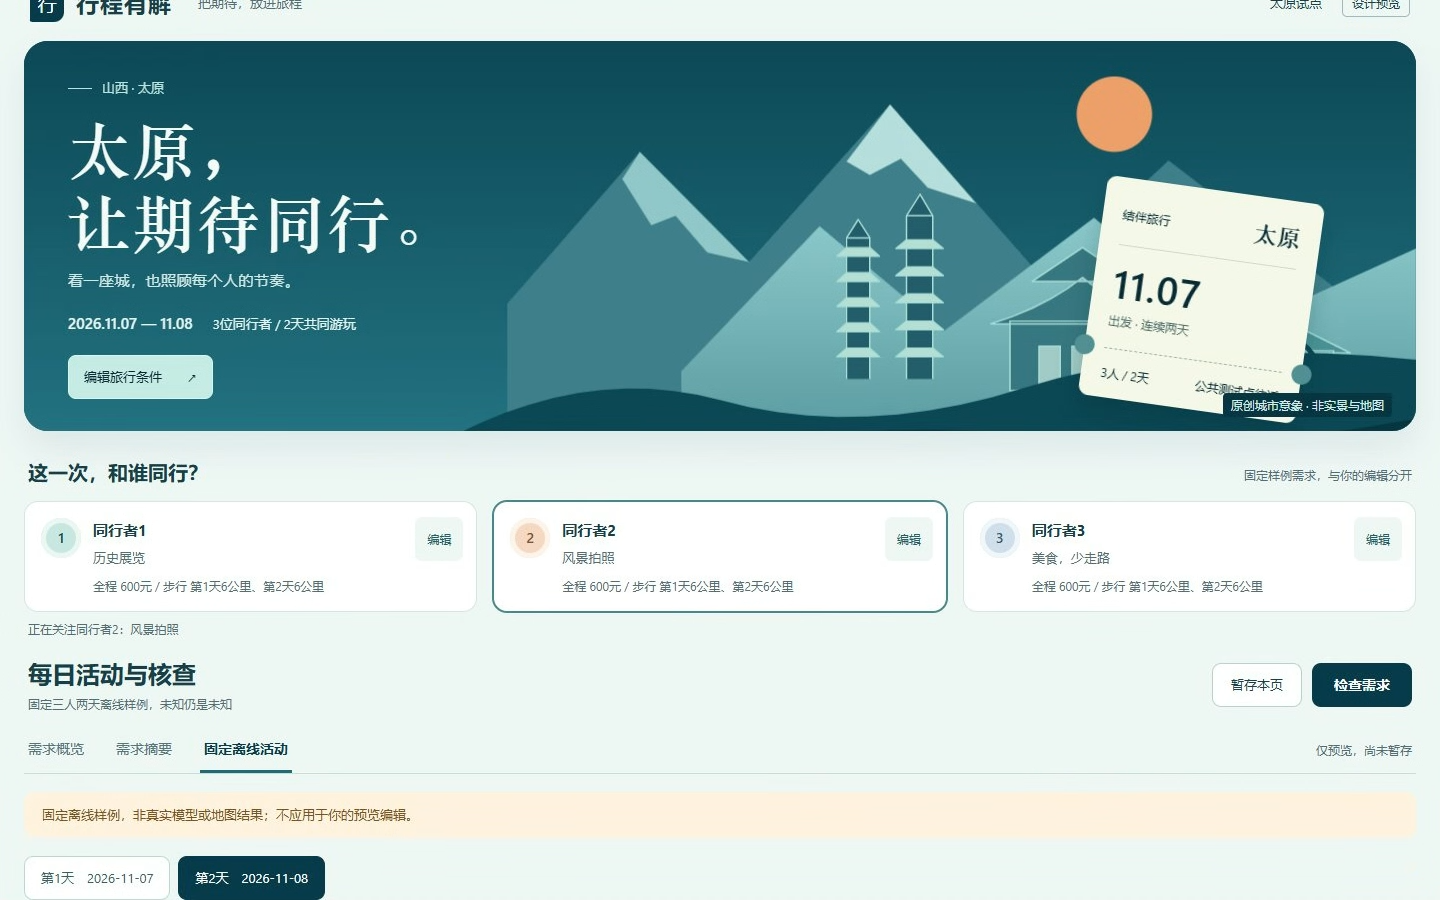 行 行程有解 把期待，放进旅程 太原试点 设计预览
山西 · 太原
太原，
让期待同行。
看一座城，也照顾每个人的节奏。
2026.11.07 — 11.08 3位同行者 / 2天共同游玩
编辑旅行条件 ↗
结伴旅行 太原
11.07
出发 · 连续两天
3人 / 2天 公共测试点
原创城市意象 · 非实景与地图
这一次，和谁同行？ 固定样例需求，与你的编辑分开
1 同行者1 编辑
历史展览
全程 600元 / 步行 第1天6公里、第2天6公里
2 同行者2 编辑
风景拍照
全程 600元 / 步行 第1天6公里、第2天6公里
3 同行者3 编辑
美食，少走路
全程 600元 / 步行 第1天6公里、第2天6公里
正在关注同行者2：风景拍照
每日活动与核查 暂存本页 检查需求
固定三人两天离线样例，未知仍是未知
需求概览 需求摘要 固定离线活动 仅预览，尚未暂存
固定离线样例，非真实模型或地图结果；不应用于你的预览编辑。
第1天 2026-11-07 第2天 2026-11-08